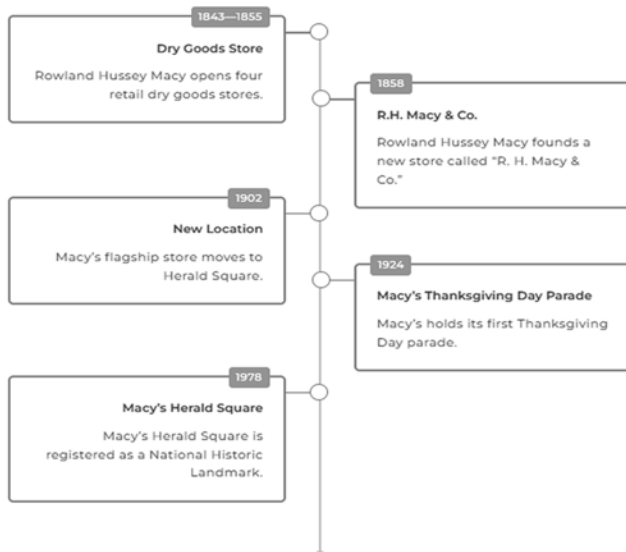 1843—1855
Dry Goods Store
Rowland Hussey Macy opens four
retail dry goods stores.
1858
R.H. Macy & Co.
Rowland Hussey Macy founds a
new store called “R. H. Macy &
Co.”
1902
New Location
Macy’s flagship store moves to
Herald Square.
1924
Macy’s Thanksgiving Day Parade
Macy’s holds its first Thanksgiving
Day parade.
1978
Macy’s Herald Square
Macy’s Herald Square is
registered as a National Historic
Landmark.